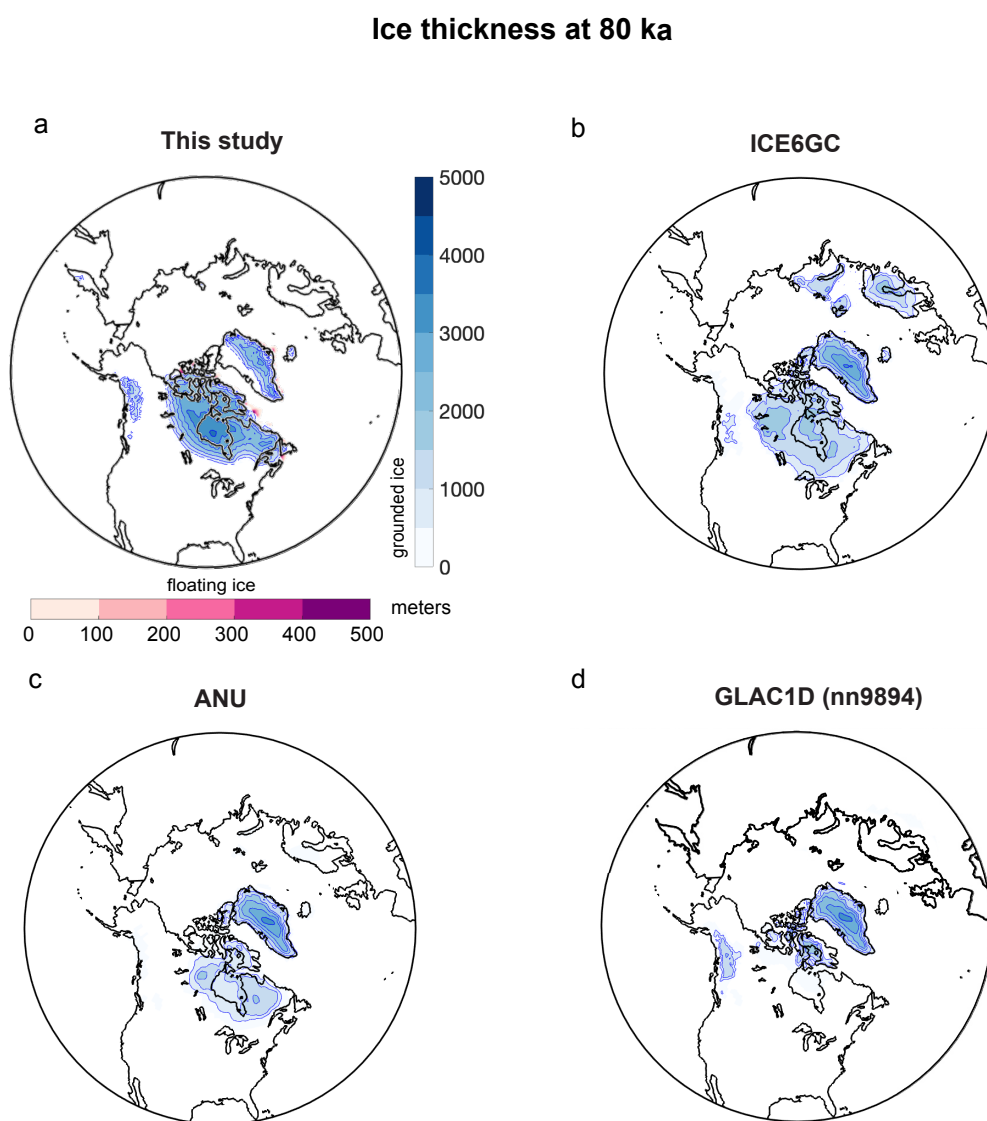 Ice thickness at 80 ka
a
This study
b
ICE6GC
5000
4000
3000
2000
1000
0
grounded ice
floating ice
meters
0 100 200 300 400 500
c
ANU
d
GLAC1D (nn9894)